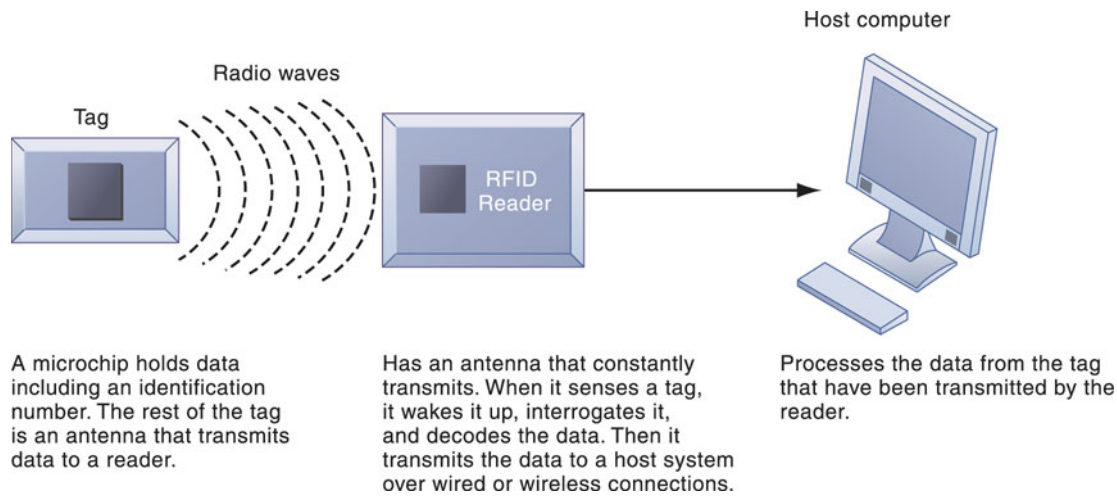 Host computer
Radio waves
Tag
RFID
Reader
A microchip holds data
including an identification
number. The rest of the tag
is an antenna that transmits
data to a reader.
Has an antenna that constantly
transmits. When it senses a tag,
it wakes it up, interrogates it,
and decodes the data. Then it
transmits the data to a host system
over wired or wireless connections.
Processes the data from the tag
that have been transmitted by the
reader.